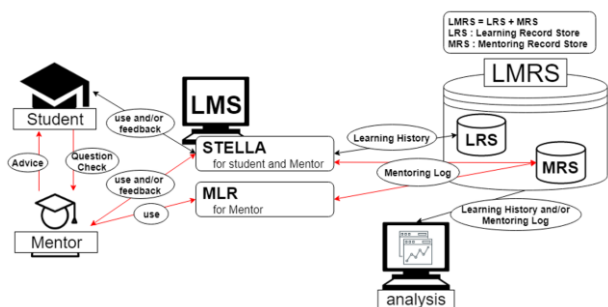 LMRS = LRS + MRS
LRS : Learning Record Store
MRS : Mentoring Record Store
LMRS
LMS
Student
use and/or
feedback
STELLA
for student and Mentor
Learning History
LRS
Advice
Question
Check
use and/or
feedback
Mentoring Log
MRS
MLR
for Mentor
use
Mentor
Learning History and/or
Mentoring Log
analysis